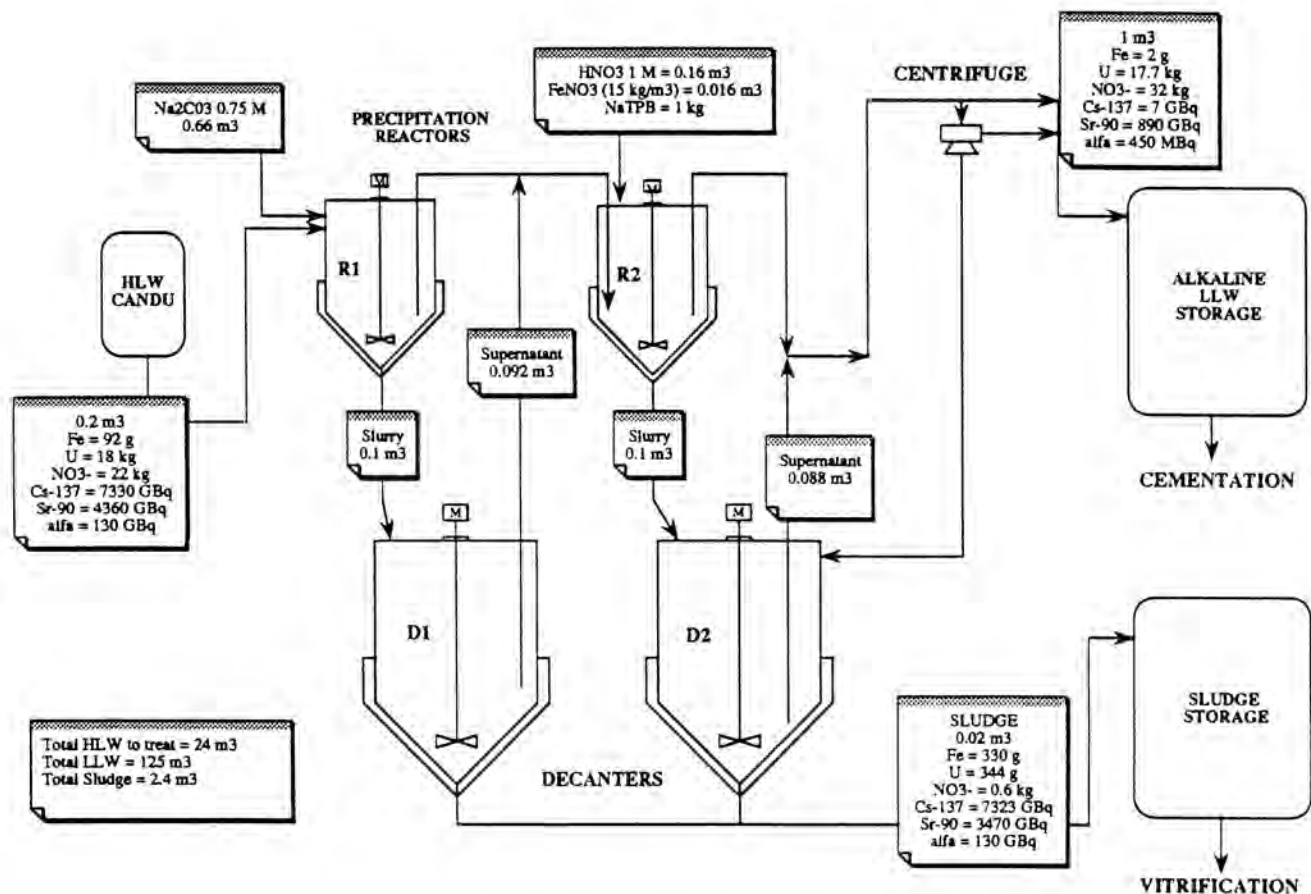 Na2C03 0.75 M
0.66 m3
PRECIPITATION
REACTORS
HNO3 1 M = 0.16 m3
FeNO3 (15 kg/m3) = 0.016 m3
NaTPB = 1 kg
CENTRIFUGE
1 m3
Fe = 2 g
U = 17.7 kg
NO3- = 32 kg
Cs-137 = 7 GBq
Sr-90 = 890 GBq
alfa = 450 MBq
M
M
R1
R2
HLW
CANDU
ALKALINE
LLW
STORAGE
Supernatant
0.092 m3
0.2 m3
Fe = 92 g
U = 18 kg
NO3- = 22 kg
Cs-137 = 7330 GBq
Sr-90 = 4360 GBq
alfa = 130 GBq
Slurry
0.1 m3
Slurry
0.1 m3
Supernatant
0.088 m3
CEMENTATION
M
M
D1
D2
SLUDGE
STORAGE
SLUDGE
0.02 m3
Fe = 330 g
U = 344 g
NO3- = 0.6 kg
Cs-137 = 7323 GBq
Sr-90 = 3470 GBq
alfa = 130 GBq
Total HLW to treat = 24 m3
Total LLW = 125 m3
Total Sludge = 2.4 m3
DECANTERS
VITRIFICATION